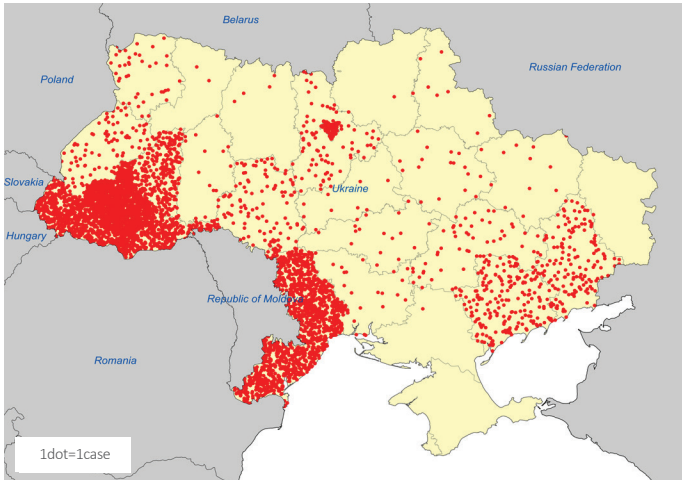 Belarus
Poland
Russian Federation
Slovakia
Ukraine
Hungary
Republic of Moldova
Romania
1dot=1case